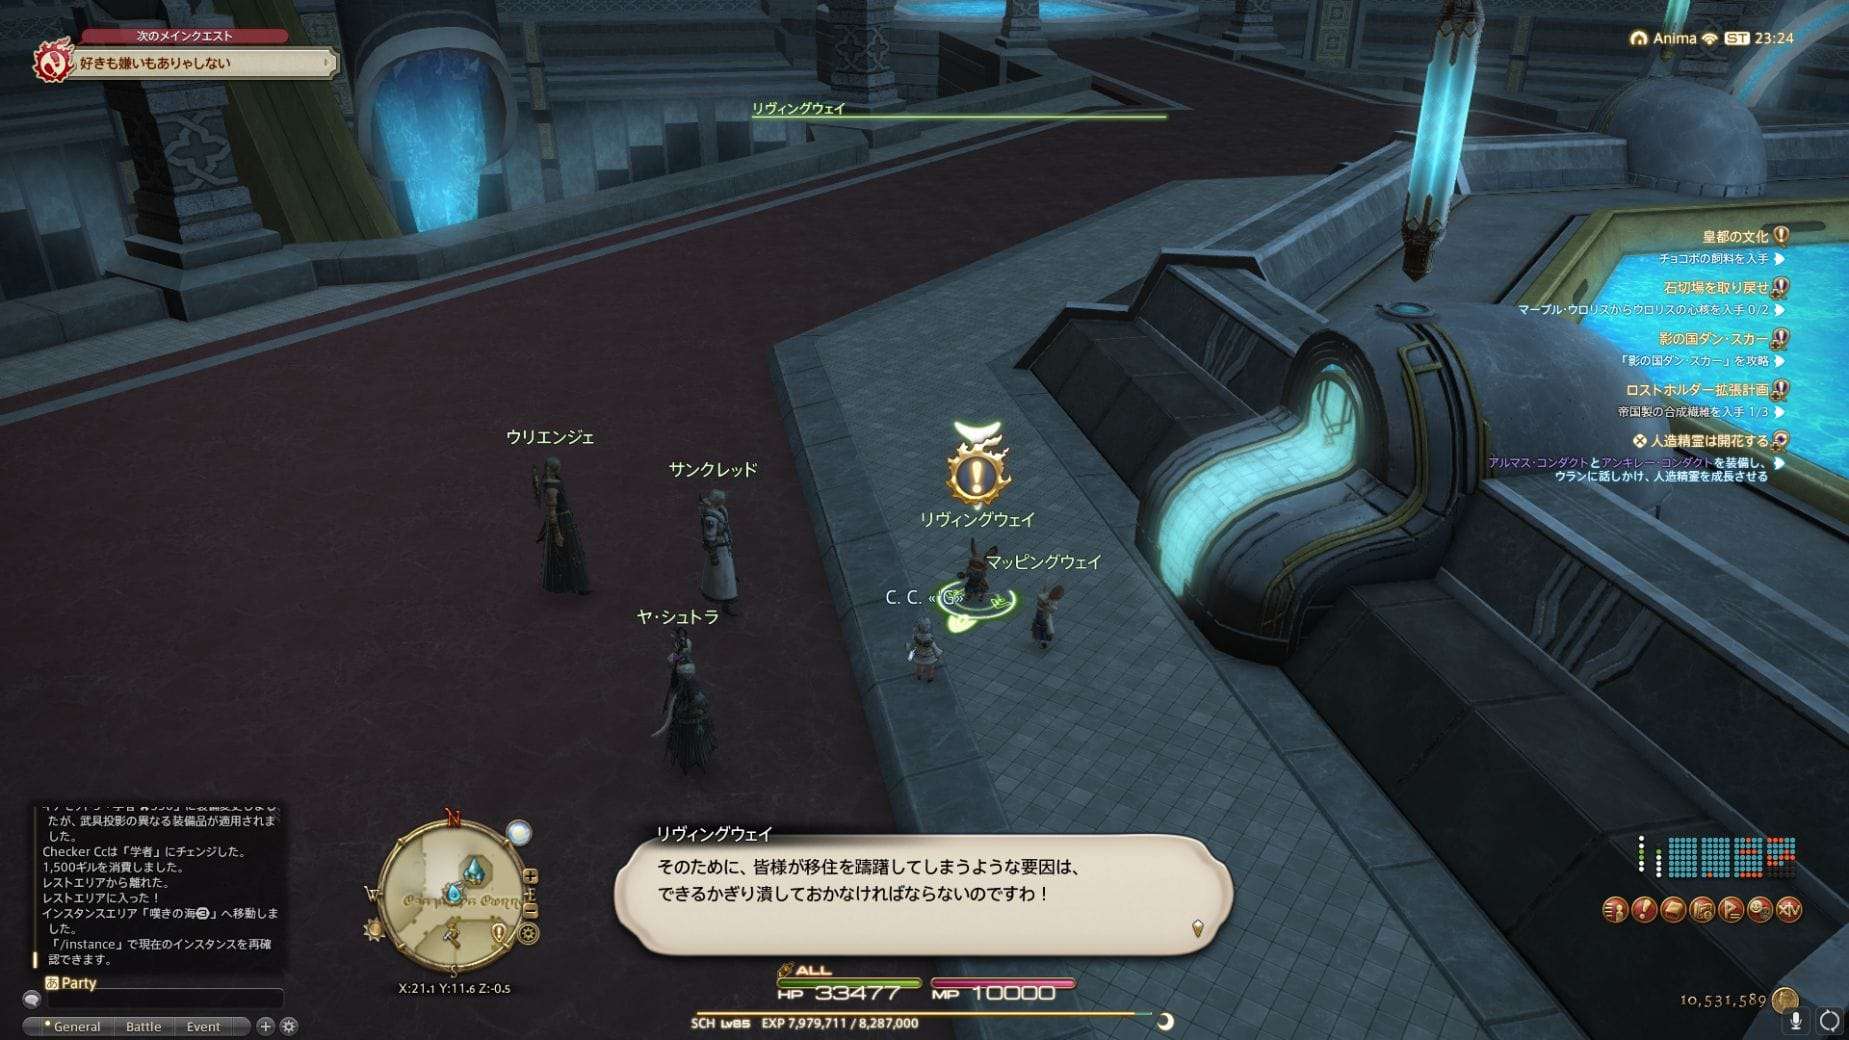 次のメインクエスト
好きも嫌いもありゃしない
リヴィングウェイ
Anima ST 23:24
皇都の文化
チョコボの飼料を入手
石切場を取り戻せ
マーブル・ウロリスからウロリスの心核を入手 0/2
影の国ダン・スカー
「影の国ダン・スカー」を攻略
ロストホルダー拡張計画
帝国製の合成繊維を入手 1/3
人造精霊は開花する
アルマス・コンダクトとアンキレー・コンダクトを装備し、
ウランに話しかけ、人造精霊を成長させる
ウリエンジェ
サンクレッド
リヴィングウェイ
マッピングウェイ
C. C. «
ヤ・シュトラ
たが、武具投影の異なる装備品が適用されま
した。
Checker Ccは「学者」にチェンジした。
1,500ギルを消費しました。
レストエリアから離れた。
レストエリアに入った！
インスタンスエリア「嘆きの海3」へ移動しま
した。
「/instance」で現在のインスタンスを再確
認できます。
Party
General Battle Event
N
W
E
S
X:21.1 Y:11.6 Z:-0.5
リヴィングウェイ
そのために、皆様が移住を躊躇してしまうような要因は、
できるかぎり潰しておかなければならないのですわ！
ALL
HP 33477 MP 10000
SCH Lv85 EXP 7,979,711 / 8,287,000
XIV
10,531,589